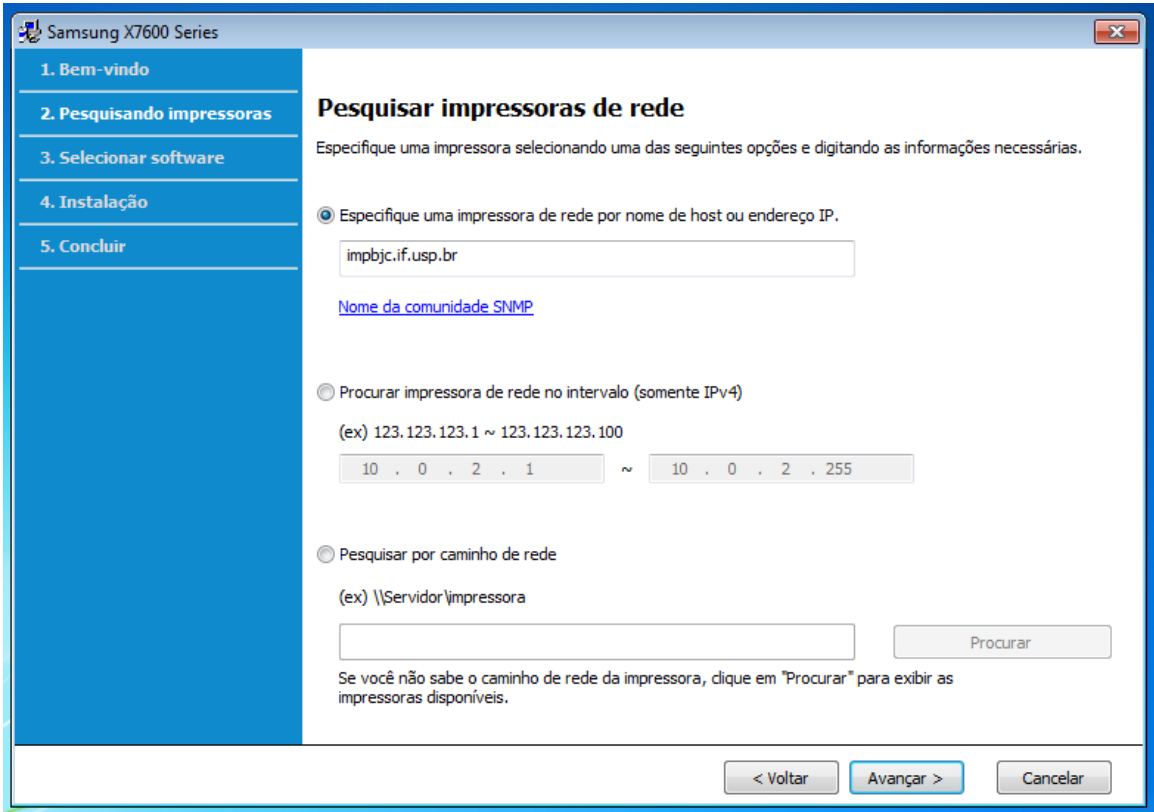 Samsung X7600 Series
1. Bem-vindo
2. Pesquisando impressoras
3. Selecionar software
4. Instalação
5. Concluir
Pesquisar impressoras de rede
Especifique uma impressora selecionando uma das seguintes opções e digitando as informações necessárias.
Especifique uma impressora de rede por nome de host ou endereço IP.
impbjc.if.usp.br
Nome da comunidade SNMP
Procurar impressora de rede no intervalo (somente IPv4)
(ex) 123.123.123.1 ~ 123.123.123.100
10 . 0 . 2 . 1 ~ 10 . 0 . 2 . 255
Pesquisar por caminho de rede
(ex) \\Servidor\impressora
Procurar
Se você não sabe o caminho de rede da impressora, clique em "Procurar" para exibir as
impressoras disponíveis.
< Voltar Avançar > Cancelar